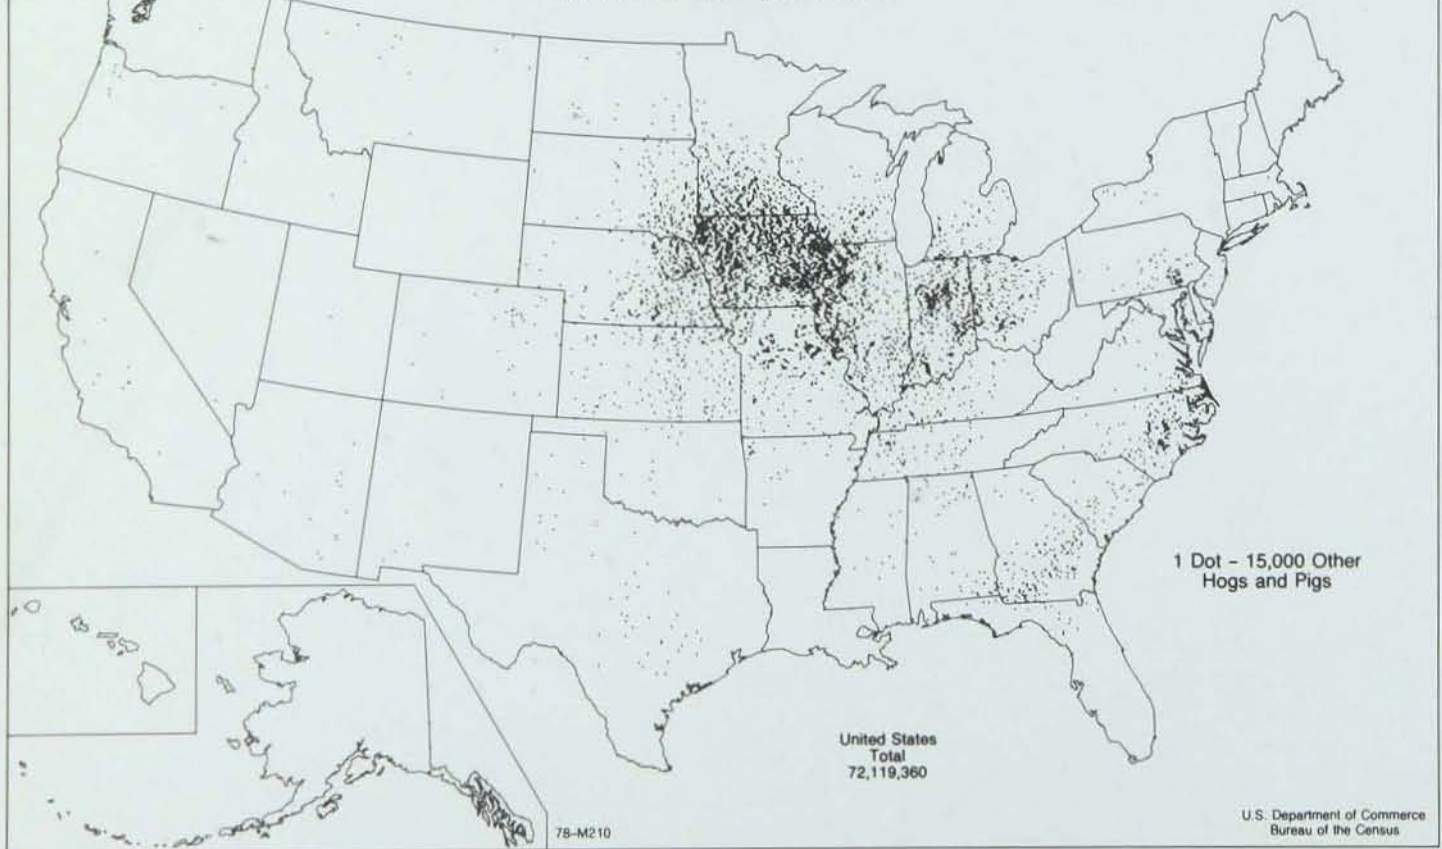 1 Dot - 15,000 Other
Hogs and Pigs
United States
Total
72,119,360
78-M210
U.S. Department of Commerce
Bureau of the Census